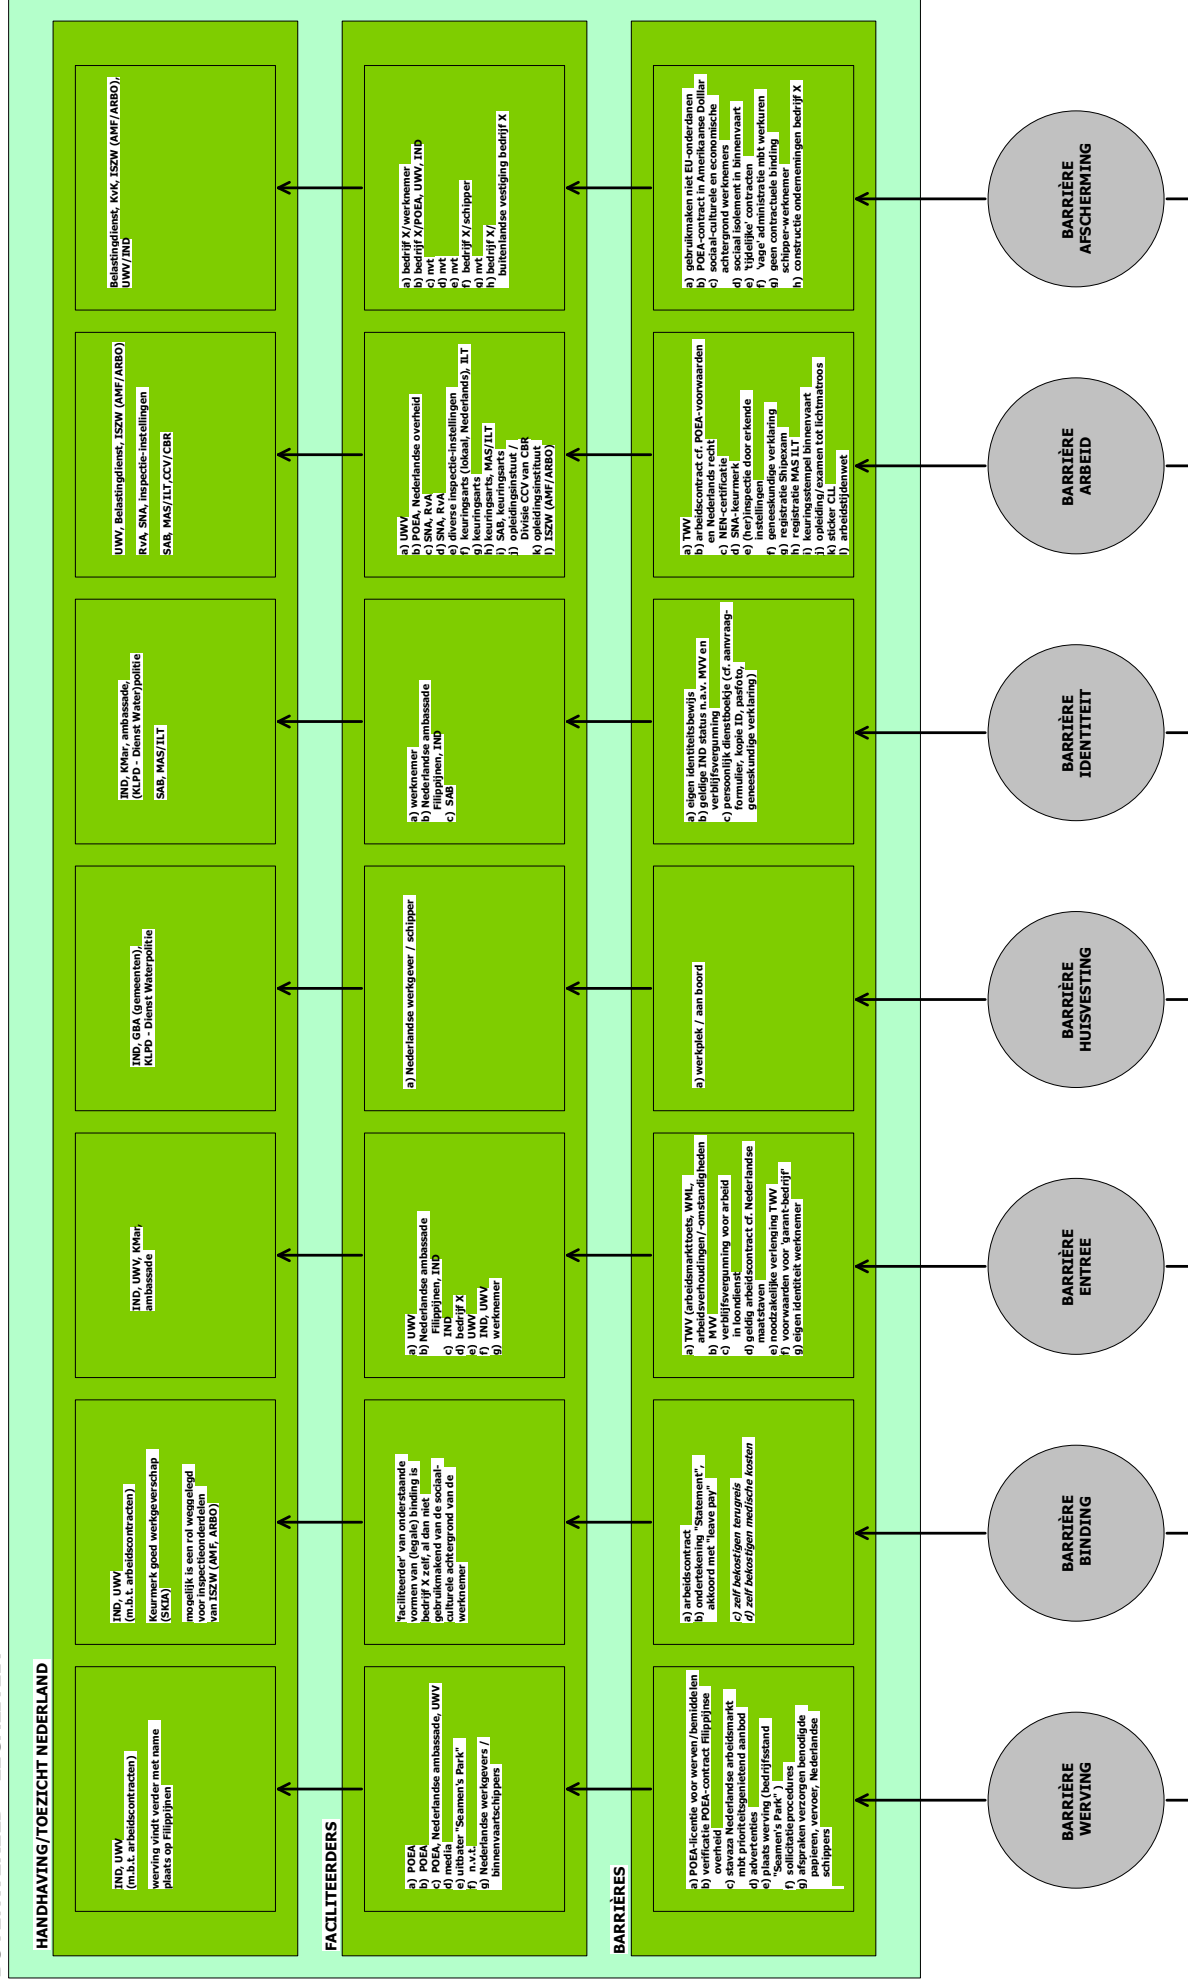 HANDHAVING/TOEZICHT NEDERLAND
IND, UWV
(m.b.t. arbeidscontracten)
werving vindt verder met name
plaats op Filippijnen
IND, UWV
(m.b.t. arbeidscontracten)
Keurmerk goed werkgeverschap
(SKIA)
mogelijk is een rol weggelegd
voor inspectieonderdelen
van ISZW (AMF, ARBO)
IND, UWV, KMar,
ambassade
IND, GBA (gemeenten),
KLPD - Dienst Waterpolitie
IND, KMar, ambassade,
(KLPD - Dienst Water)politie
SAB, MAS/ILT
UWV, Belastingdienst, ISZW (AMF/ARBO)
RvA, SNA, inspectie-instellingen
SAB, MAS/ILT,CCV/CBR
Belastingdienst, KvK, ISZW (AMF/ARBO),
UWV/IND
FACILITEERDERS
a) POEA
b) POEA
c) POEA, Nederlandse ambassade, UWV
d) media
e) uitbater "Seamen's Park"
f) n.v.t.
g) Nederlandse werkgevers /
binnenvaartschippers
'faciliteerder' van onderstaande
vormen van (legale) binding is
bedrijf X zelf, al dan niet
gebruikmakend van de sociaal-
culturele achtergrond van de
werknemer
a) UWV
b) Nederlandse ambassade
Filippijnen, IND
c) IND
d) bedrijf X
e) UWV
f) IND, UWV
g) werknemer
a) Nederlandse werkgever / schipper
a) werknemer
b) Nederlandse ambassade
Filippijnen, IND
c) SAB
a) UWV
b) POEA, Nederlandse overheid
c) SNA, RvA
d) SNA, RvA
e) diverse inspectie-instellingen
f) keuringsarts (lokaal, Nederlands), ILT
g) keuringsarts
h) keuringsarts, MAS/ILT
i) SAB, keuringsarts
j) opleidingsinstuut /
Divisie CCV van CBR
k) opleidingsinstituut
l) ISZW (AMF/ARBO)
a) bedrijf X/werknemer
b) bedrijf X/POEA, UWV, IND
c) nvt
d) nvt
e) nvt
f) bedrijf X/schipper
g) nvt
h) bedrijf X/
buitenlandse vestiging bedrijf X
BARRIÈRES
a) POEA-licentie voor werven/bemiddelen
b) verificatie POEA-contract Filippijnse
overheid
c) stavaza Nederlandse arbeidsmarkt
mbt prioriteitsgenietend aanbod
d) advertenties
e) plaats werving (bedrijfsstand
"Seamen's Park" )
f) sollicitatieprocedures
g) afspraken verzorgen benodigde
papieren, vervoer, Nederlandse
schippers
a) arbeidscontract
b) ondertekening "Statement",
akkoord met "leave pay"
c) zelf bekostigen terugreis
d) zelf bekostigen medische kosten
a) TWV (arbeidsmarkttoets, WML,
arbeidsverhoudingen/-omstandigheden
b) MVV
c) verblijfsvergunning voor arbeid
in loondienst
d) geldig arbeidscontract cf. Nederlandse
maatstaven
e) noodzakelijke verlenging TWV
f) voorwaarden voor 'garant-bedrijf'
g) eigen identiteit werknemer
a) werkplek / aan boord
a) eigen identiteitsbewijs
b) geldige IND status n.a.v. MVV en
verblijfsvergunning
c) persoonlijk dienstboekje (cf. aanvraag-
formulier, kopie ID, pasfoto,
geneeskundige verklaring)
a) TWV
b) arbeidscontract cf. POEA-voorwaarden
en Nederlands recht
c) NEN-certificatie
d) SNA-keurmerk
e) (her)inspectie door erkende
instellingen
f) geneeskundige verklaring
g) registratie Shipexam
h) registratie MAS ILT
i) keuringsstempel binnenvaart
j) opleiding/examen tot lichtmatroos
k) sticker CLL
l) arbeidstijdenwet
a) gebruikmaken niet EU-onderdanen
b) POEA-contract in Amerikaanse Dolllar
c) sociaal-culturele en economische
achtergrond werknemers
d) sociaal isolement in binnenvaart
e) 'tijdelijke' contracten
f) 'vage' administratie mbt werkuren
g) geen contractuele binding
schipper-werknemer
h) constructie ondernemingen bedrijf X
BARRIÈRE
WERVING
BARRIÈRE
BINDING
BARRIÈRE
ENTREE
BARRIÈRE
HUISVESTING
BARRIÈRE
IDENTITEIT
BARRIÈRE
ARBEID
BARRIÈRE
AFSCHERMING